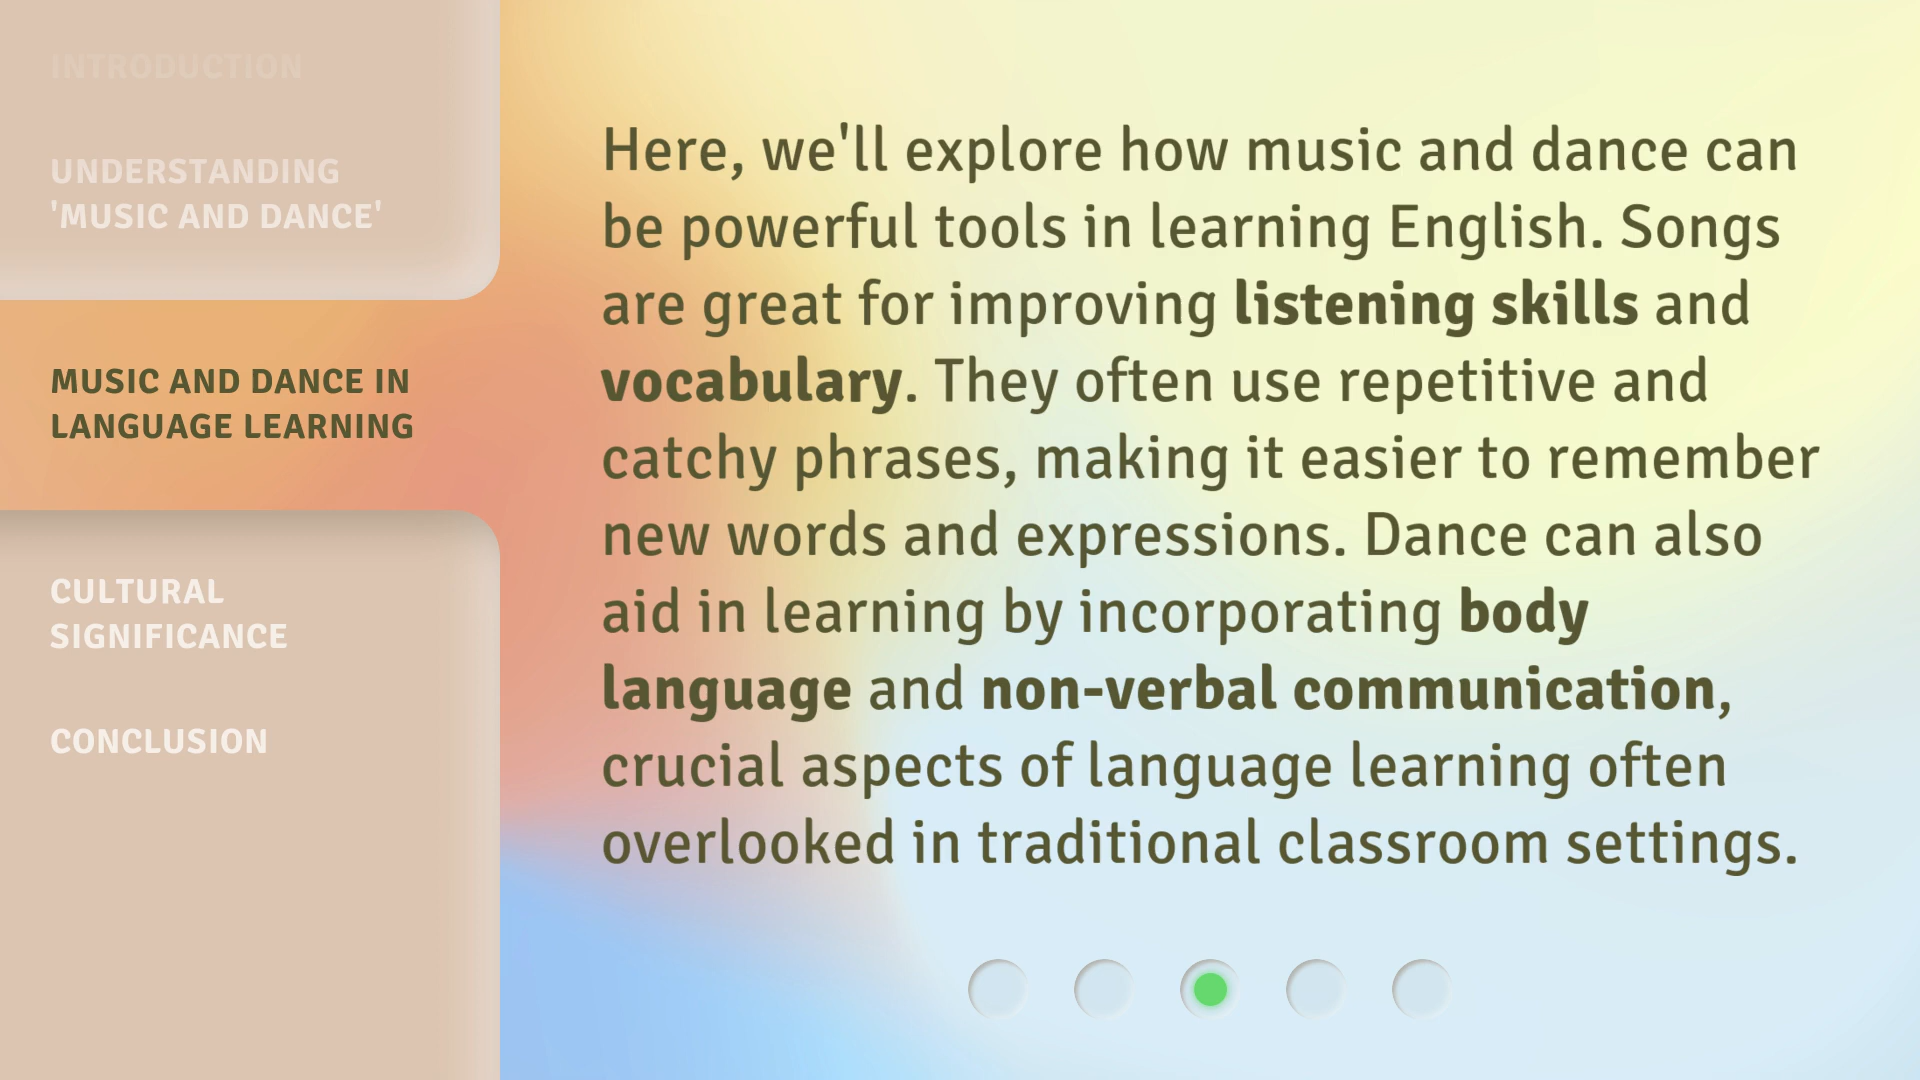 INTRODUCTION
UNDERSTANDING
'MUSIC AND DANCE'
MUSIC AND DANCE IN
LANGUAGE LEARNING
CULTURAL
SIGNIFICANCE
CONCLUSION
Here, we'll explore how music and dance can
be powerful tools in learning English. Songs
are great for improving listening skills and
vocabulary. They often use repetitive and
catchy phrases, making it easier to remember
new words and expressions. Dance can also
aid in learning by incorporating body
language and non-verbal communication,
crucial aspects of language learning often
overlooked in traditional classroom settings.